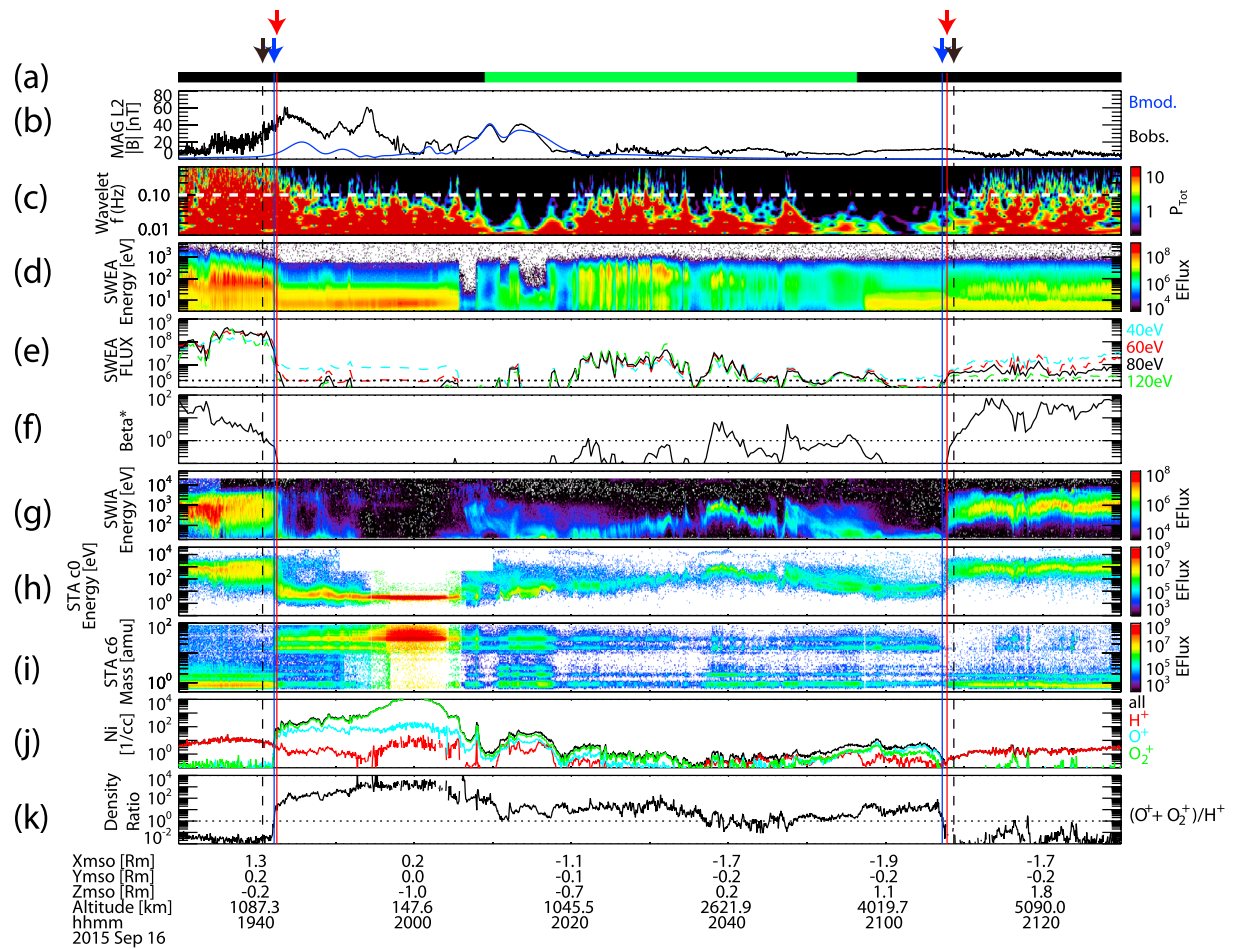 (a)
(b)
MAG L2
|B| [nT]
80
60
40
20
0
Bmod.
Bobs.
(c)
Wavelet
f (Hz)
0.10
0.01
10
1
P Tot
(d)
SWEA
Energy [eV]
10^3
10^2
10^1
10^8
10^6
10^4
EFlux
(e)
SWEA
FLUX
10^9
10^8
10^7
10^6
40eV
60eV
80eV
120eV
(f)
Beta*
10^2
10^0
(g)
SWIA
Energy [eV]
10^4
10^3
10^2
10^8
10^6
10^4
EFlux
(h)
STA c0
Energy [eV]
10^4
10^2
10^0
10^9
10^7
10^5
10^3
EFlux
(i)
STA c6
Mass [amu]
10^2
10^0
10^9
10^7
10^5
10^3
EFlux
(j)
Ni
[1/cc]
10^4
10^2
10^0
all
H^+
O^+
O_2^+
(k)
Density
Ratio
10^4
10^2
10^0
10^-2
(O^+ + O_2^+)/H^+
Xmso [Rm] 1.3 0.2 -1.1 -1.7 -1.9 -1.7
Ymso [Rm] 0.2 0.0 -0.1 -0.2 -0.2 -0.2
Zmso [Rm] -0.2 -1.0 -0.7 0.2 1.1 1.8
Altitude [km] 1087.3 147.6 1045.5 2621.9 4019.7 5090.0
hhmm 1940 2000 2020 2040 2100 2120
2015 Sep 16